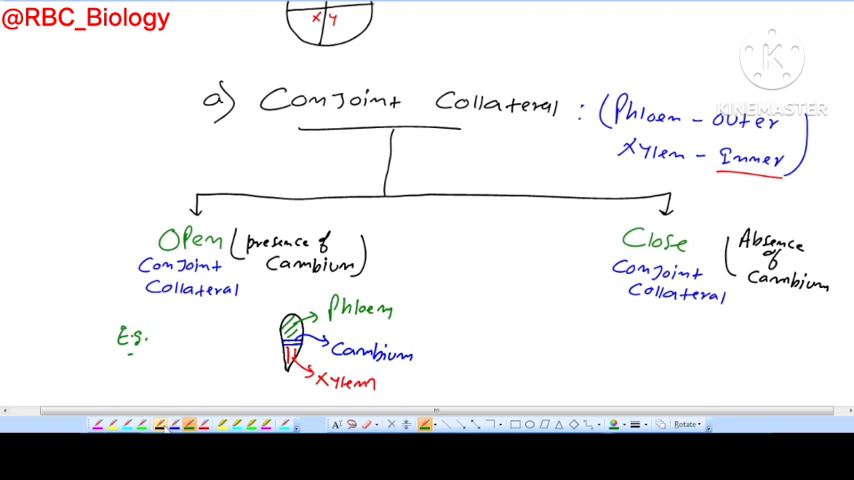 @RBC_Biology
X Y
a) Conjoint Collateral : (Phloem - outer
Xylem - Inner)
KINEMASTER
Open (presence of Cambium)
Conjoint
Collateral
Close (Absence of Cambium
Conjoint
Collateral
E.g.
Phloem
Cambium
Xylem
Rotate